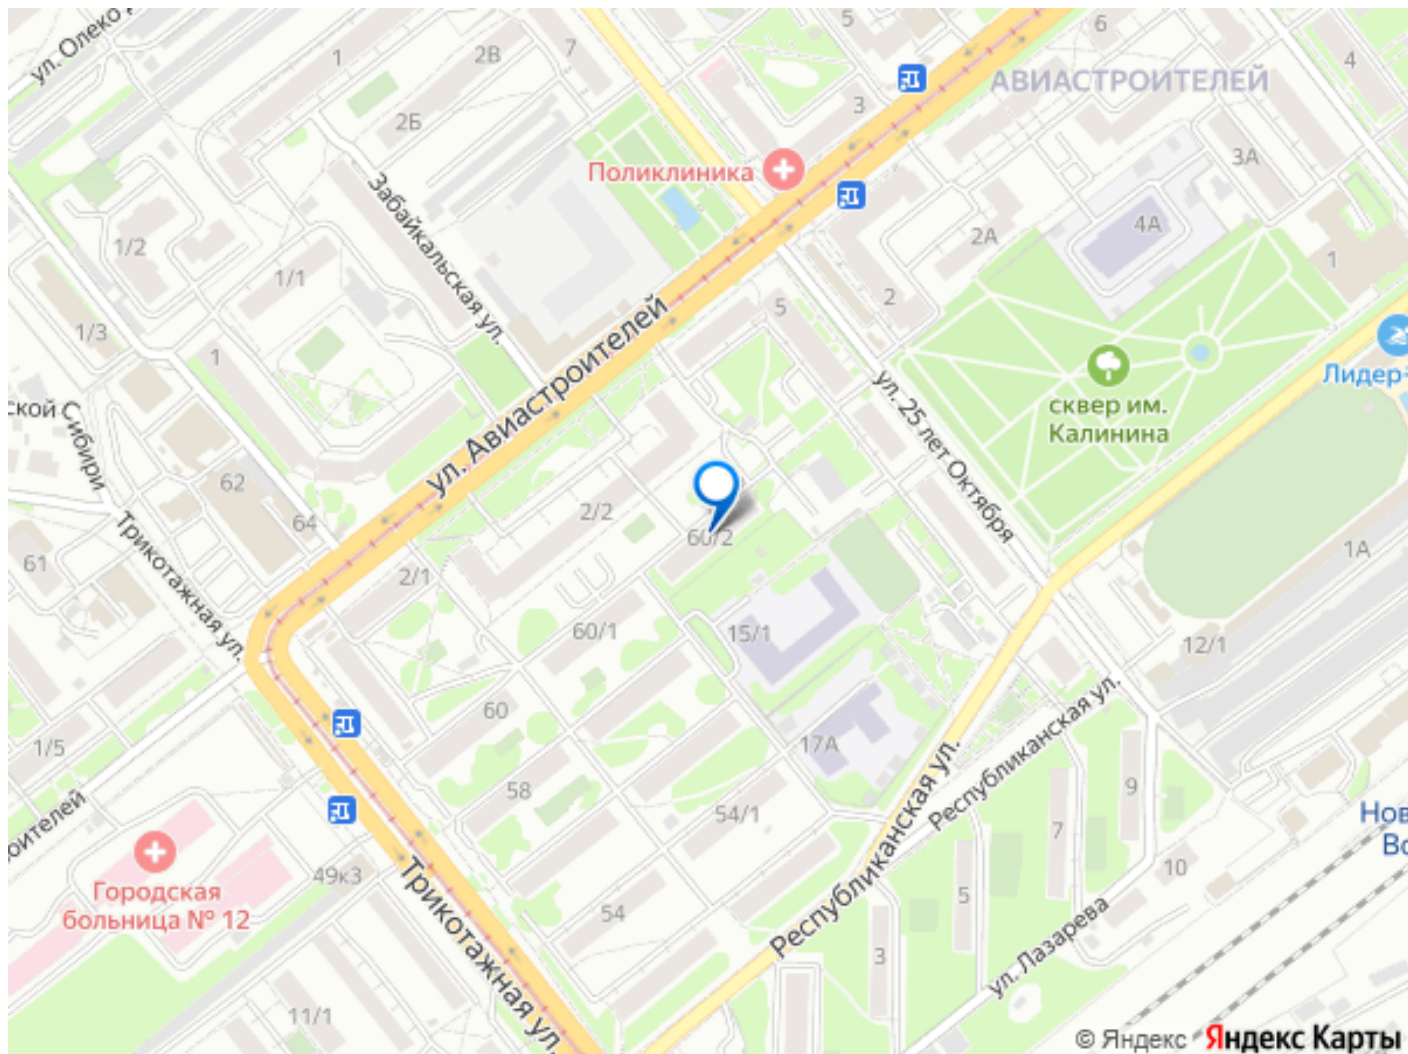 ул. Олеко
1
2В
7
5
6
4
АВИАСТРОИТЕЛЕЙ
2Б
3
Поликлиника
3А
Забайкальская ул.
4А
1/2
2А
1/1
1
1/3
2
5
1
ул. Авиастроителей
Лидер-
сквер им.
Калинина
ской Сибири
ул. 25 лет Октября
62
64
2/2
60/2
61
2/1
1А
Трикотажная ул.
60/1
15/1
12/1
60
1/5
17А
Республиканская ул.
Республиканская ул.
58
9
54/1
7
Нов
Во
оителей
10
49к3
Городская
больница № 12
Трикотажная ул.
54
5
3
ул. Лазарева
11/1
© Яндекс Яндекс Карты